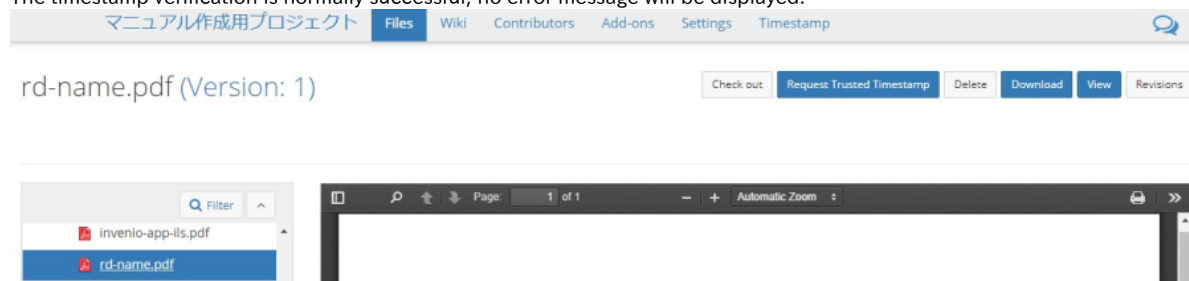 The timestamp verification is normally successful, no error message will be displayed.
マニュアル作成用プロジェクト Files Wiki Contributors Add-ons Settings Timestamp
rd-name.pdf (Version: 1)
Check out Request Trusted Timestamp Delete Download View Revisions
Filter
Page: 1 of 1
Automatic Zoom
invenio-app-ils.pdf
rd-name.pdf